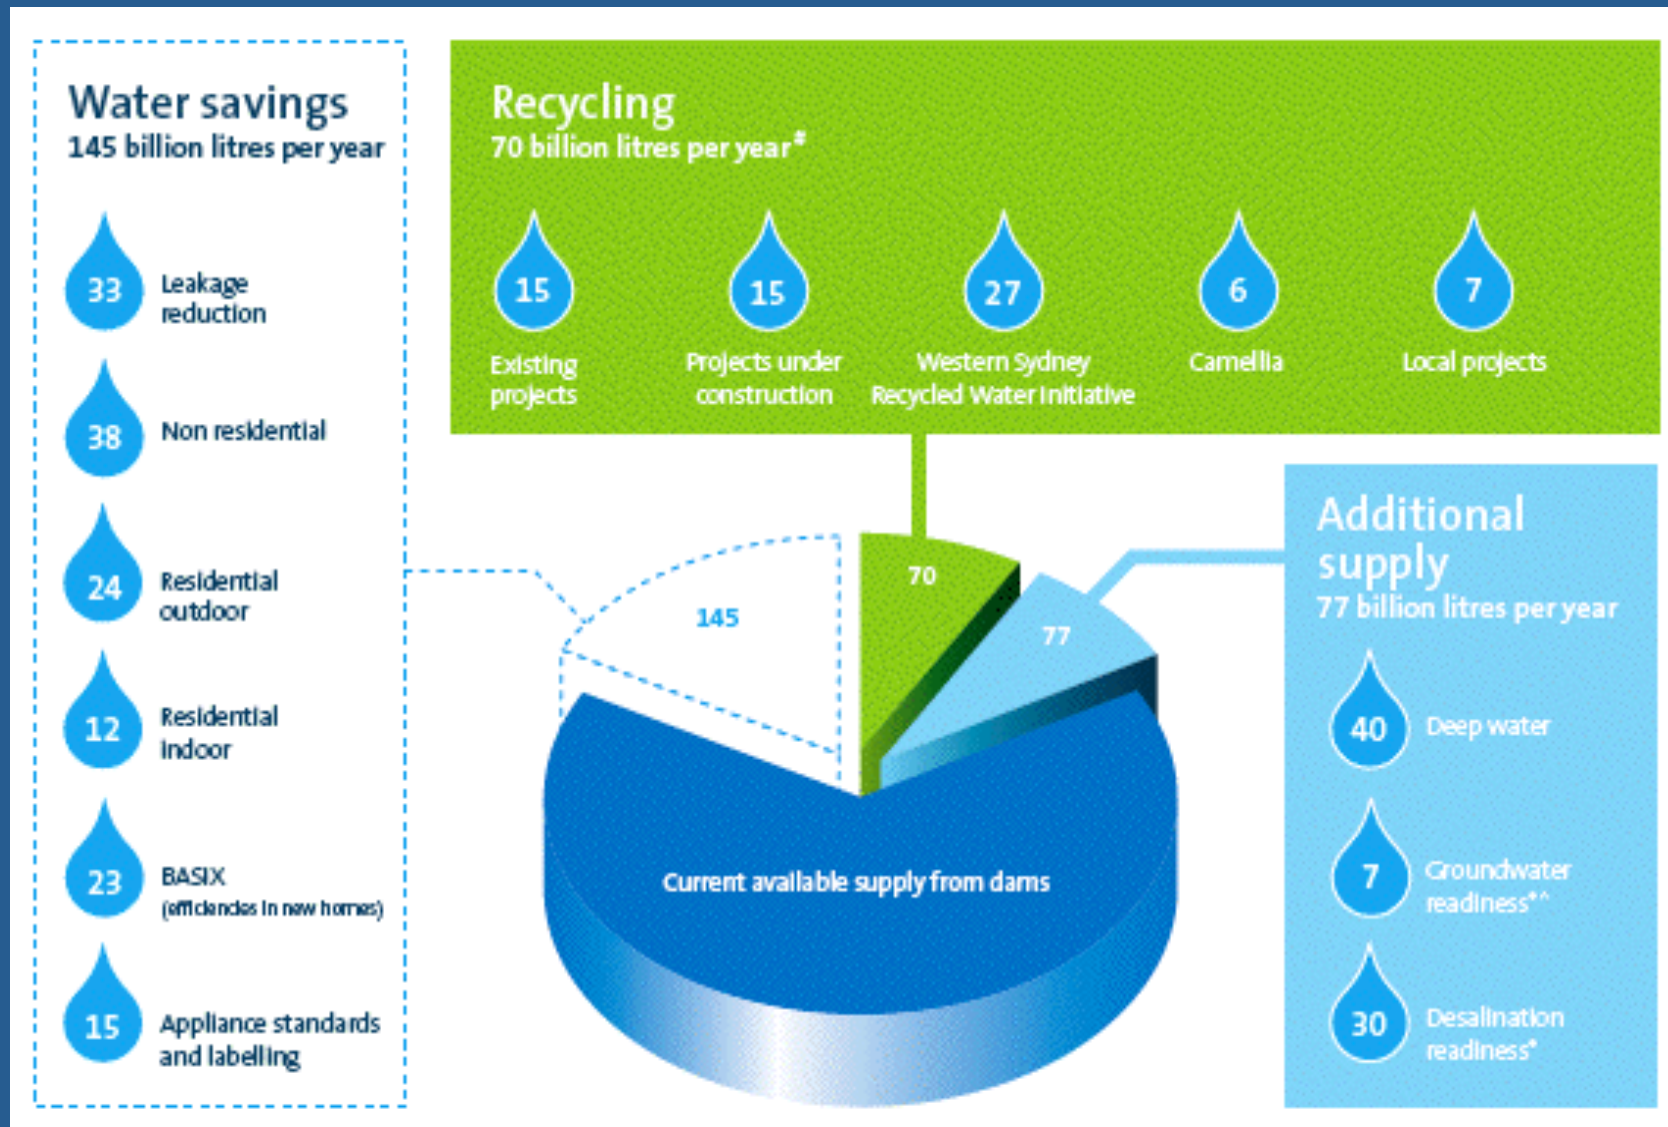 Water savings
145 billion litres per year
33
Leakage
reduction
38
Non residential
24
Residential
outdoor
12
Residential
indoor
23
BASIX
(efficiencies in new homes)
15
Appliance standards
and labelling
Recycling
70 billion litres per year#
15
Existing
projects
15
Projects under
construction
27
Western Sydney
Recycled Water Initiative
6
Camellia
7
Local projects
145
70
77
Current available supply from dams
Additional
supply
77 billion litres per year
40
Deep water
7
Groundwater
readiness*^
30
Desalination
readiness*